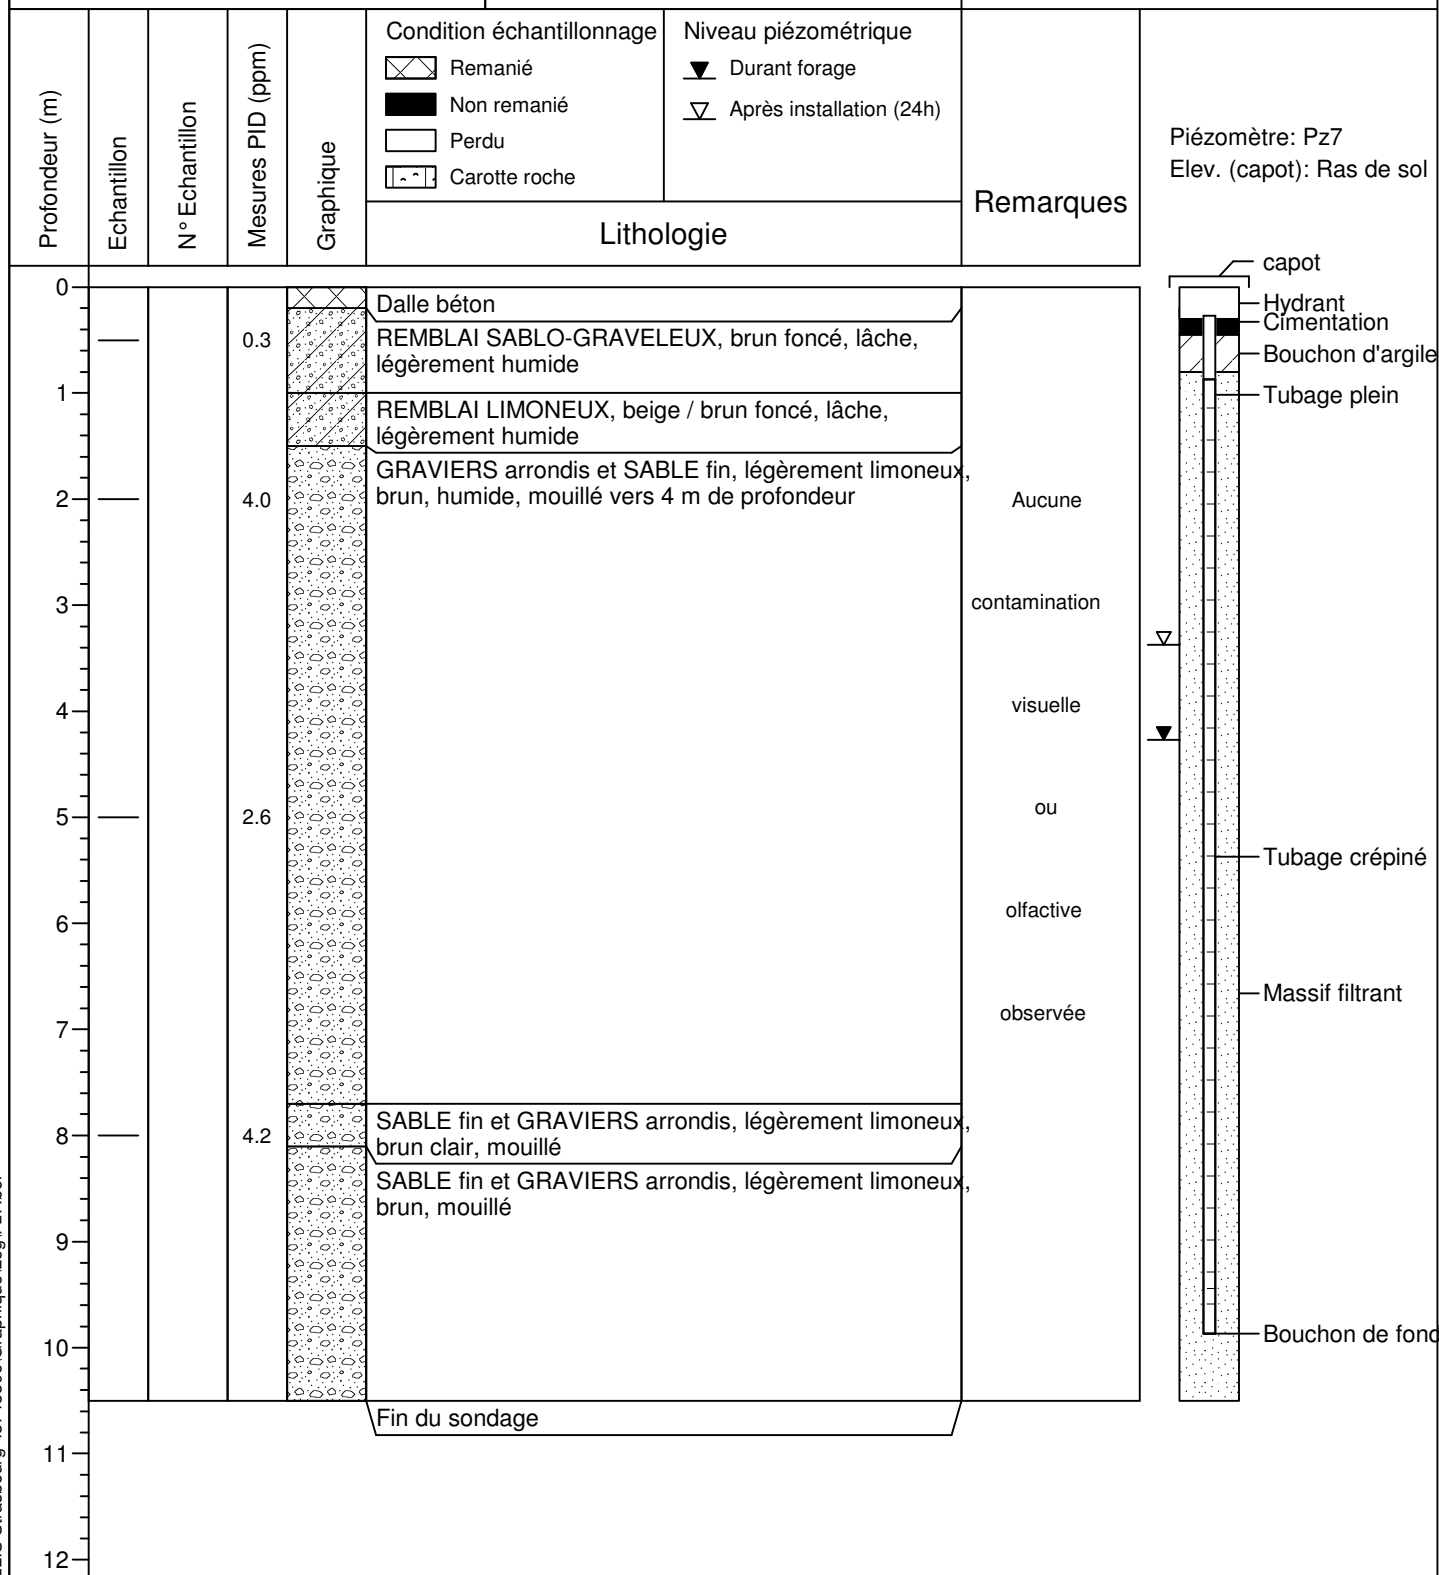 Profondeur (m)
Echantillon
N° Echantillon
Mesures PID (ppm)
Graphique
Condition échantillonnage
Remanié
Non remanié
Perdu
Carotte roche
Niveau piézométrique
Durant forage
Après installation (24h)
Lithologie
Remarques
Piézomètre: Pz7
Elev. (capot): Ras de sol
capot
Hydrant
Cimentation
Bouchon d'argile
Tubage plein
Tubage crépiné
Massif filtrant
Bouchon de fond
0
1
2
3
4
5
6
7
8
9
10
11
12
0.3
4.0
2.6
4.2
Dalle béton
REMBLAI SABLO-GRAVELEUX, brun foncé, lâche,
légèrement humide
REMBLAI LIMONEUX, beige / brun foncé, lâche,
légèrement humide
GRAVIERS arrondis et SABLE fin, légèrement limoneux,
brun, humide, mouillé vers 4 m de profondeur
SABLE fin et GRAVIERS arrondis, légèrement limoneux,
brun clair, mouillé
SABLE fin et GRAVIERS arrondis, légèrement limoneux,
brun, mouillé
Fin du sondage
Aucune
contamination
visuelle
ou
olfactive
observée